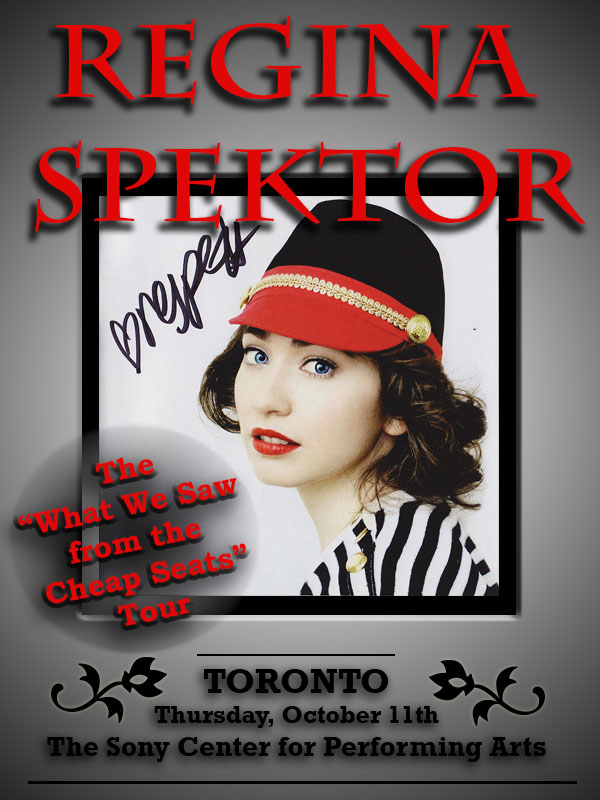 REGINA
SPEKTOR
The
“What We Saw
from the
Cheap Seats”
Tour
TORONTO
Thursday, October 11th
The Sony Center for Performing Arts